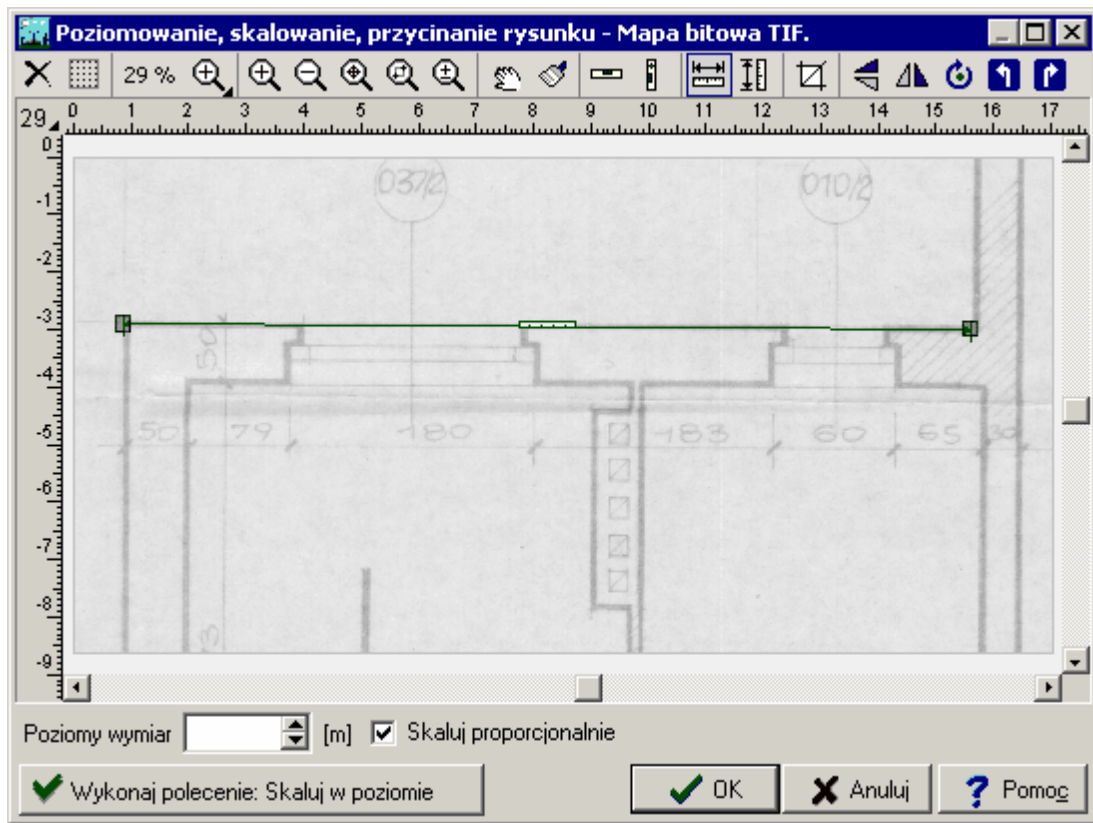 Poziomowanie, skalowanie, przycinanie rysunku - Mapa bitowa TIF.
29 %
29 0 1 2 3 4 5 6 7 8 9 10 11 12 13 14 15 16 17
0
-1
-2
-3
-4
-5
-6
-7
-8
-9
037/2 010/2
50
50 79 180 183 60 65 30
3
Poziomy wymiar [m] Skaluj proporcjonalnie
Wykonaj polecenie: Skaluj w poziomie OK Anuluj ? Pomoc